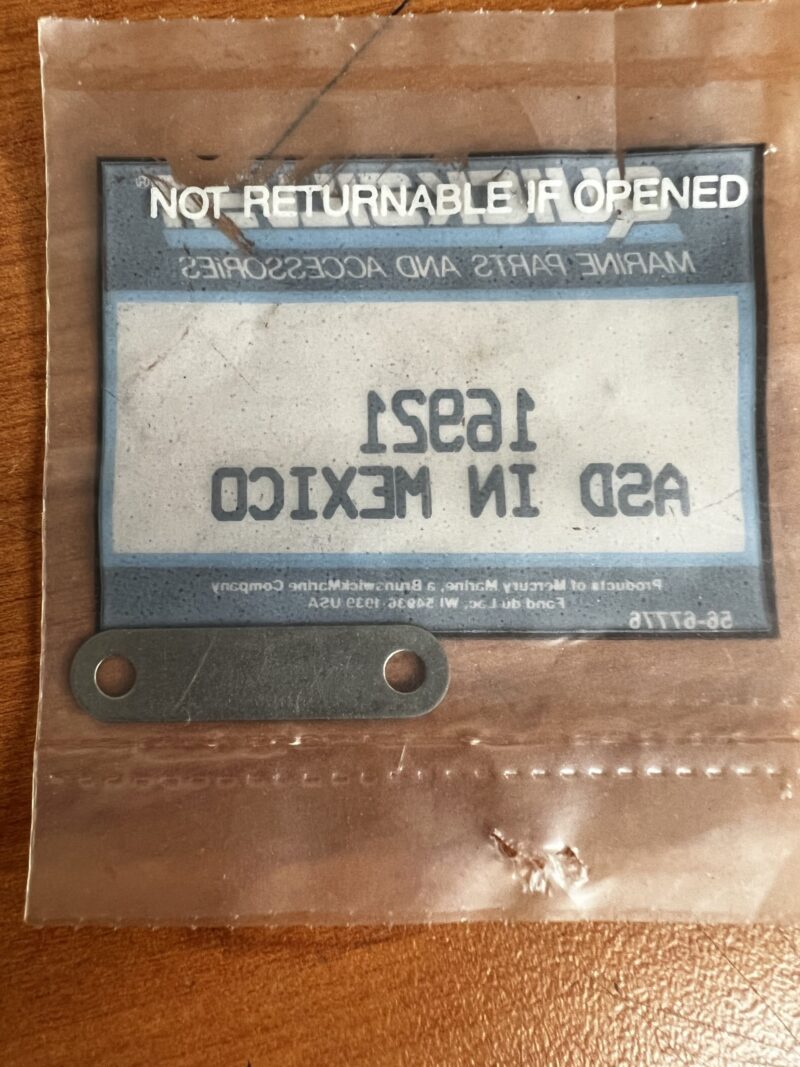 NOT RETURNABLE IF OPENED
QUICKSILVER®
MARINE PARTS AND ACCESSORIES
16921
ASD IN MEXICO
Products of Mercury Marine, a Brunswick Marine Company
Fond du Lac, WI 54936-1939 USA
56-67776